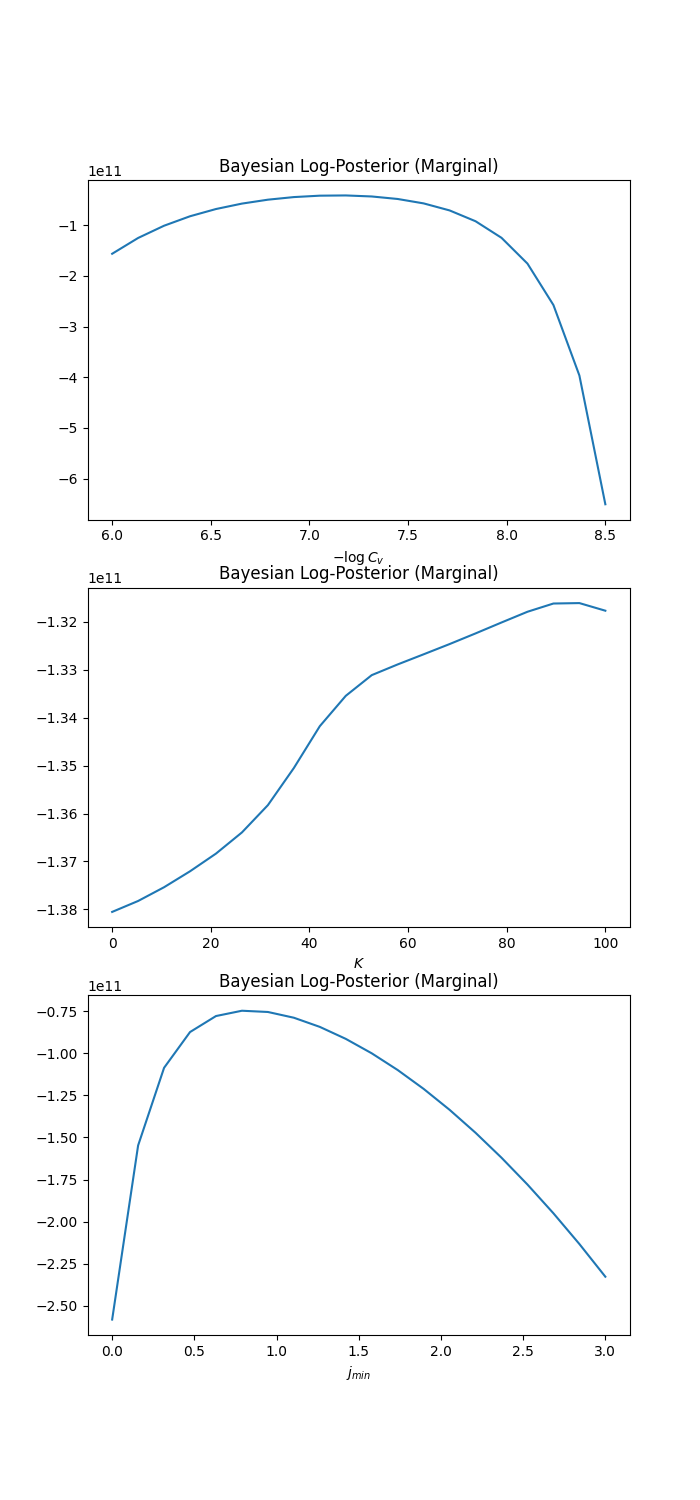 Bayesian Log-Posterior (Marginal)
1e11
−1
−2
−3
−4
−5
−6
6.0 6.5 7.0 7.5 8.0 8.5
−log C_v
Bayesian Log-Posterior (Marginal)
1e11
−1.32
−1.33
−1.34
−1.35
−1.36
−1.37
−1.38
0 20 40 60 80 100
K
Bayesian Log-Posterior (Marginal)
1e11
−0.75
−1.00
−1.25
−1.50
−1.75
−2.00
−2.25
−2.50
0.0 0.5 1.0 1.5 2.0 2.5 3.0
j_min